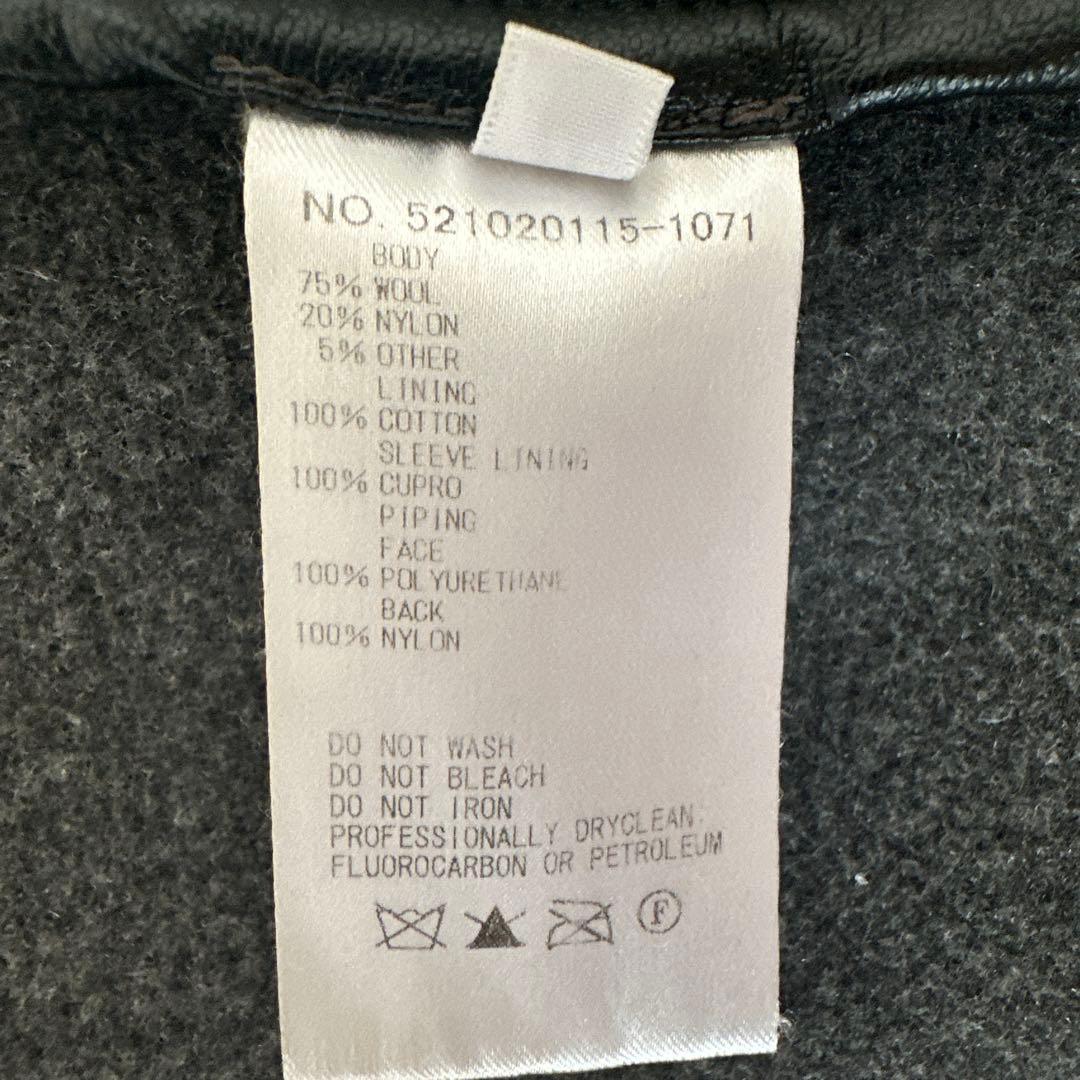 NO. 521020115-1071
BODY
75% WOOL
20% NYLON
5% OTHER
LINING
100% COTTON
SLEEVE LINING
100% CUPRO
PIPING
FACE
100% POLYURETHANE
BACK
100% NYLON
DO NOT WASH
DO NOT BLEACH
DO NOT IRON
PROFESSIONALLY DRYCLEAN.
FLUOROCARBON OR PETROLEUM
F